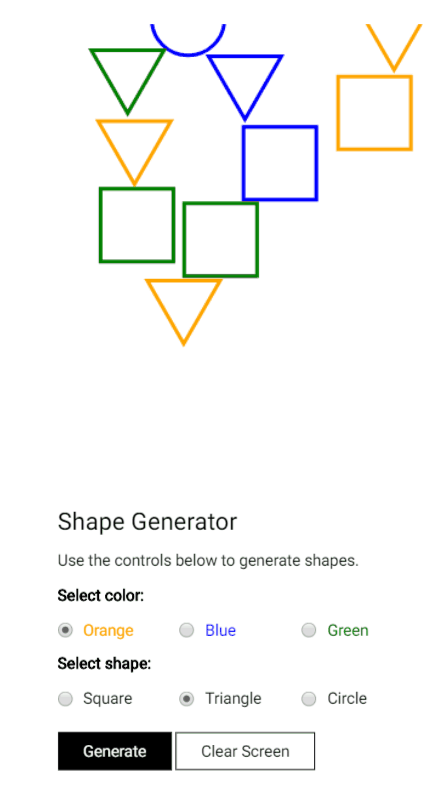 Shape Generator
Use the controls below to generate shapes.
Select color:
Orange Blue Green
Select shape:
Square Triangle Circle
Generate Clear Screen